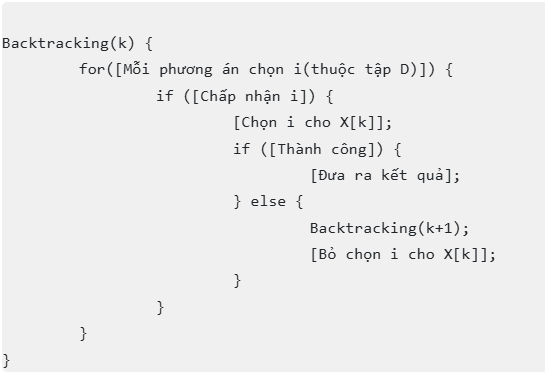 Backtracking(k) {
for([Mỗi phương án chọn i(thuộc tập D)]) {
if ([Chấp nhận i]) {
[Chọn i cho X[k]];
if ([Thành công]) {
[Đưa ra kết quả];
} else {
Backtracking(k+1);
[Bỏ chọn i cho X[k]];
}
}
}
}